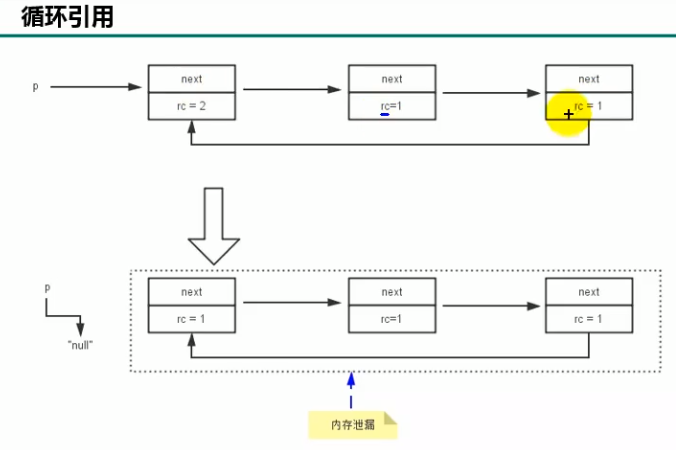 循环引用
p
next
next
next
rc = 2
rc=1
rc = 1
p
next
next
next
rc = 1
rc=1
rc = 1
"null"
内存泄漏